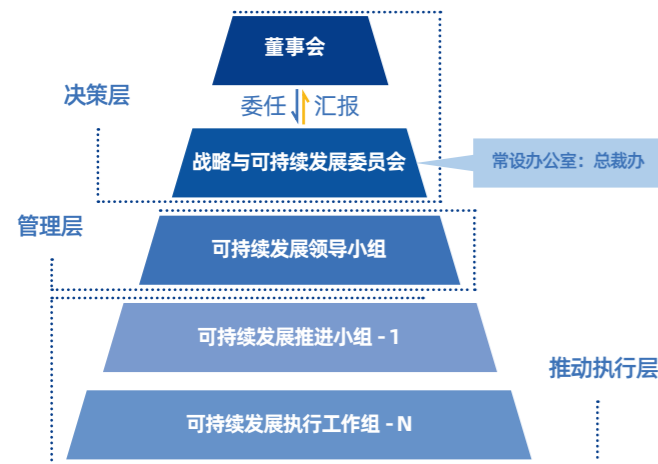 董事会
决策层
委任
汇报
战略与可持续发展委员会
常设办公室：总裁办
管理层
可持续发展领导小组
可持续发展推进小组 - 1
推动执行层
可持续发展执行工作组 - N